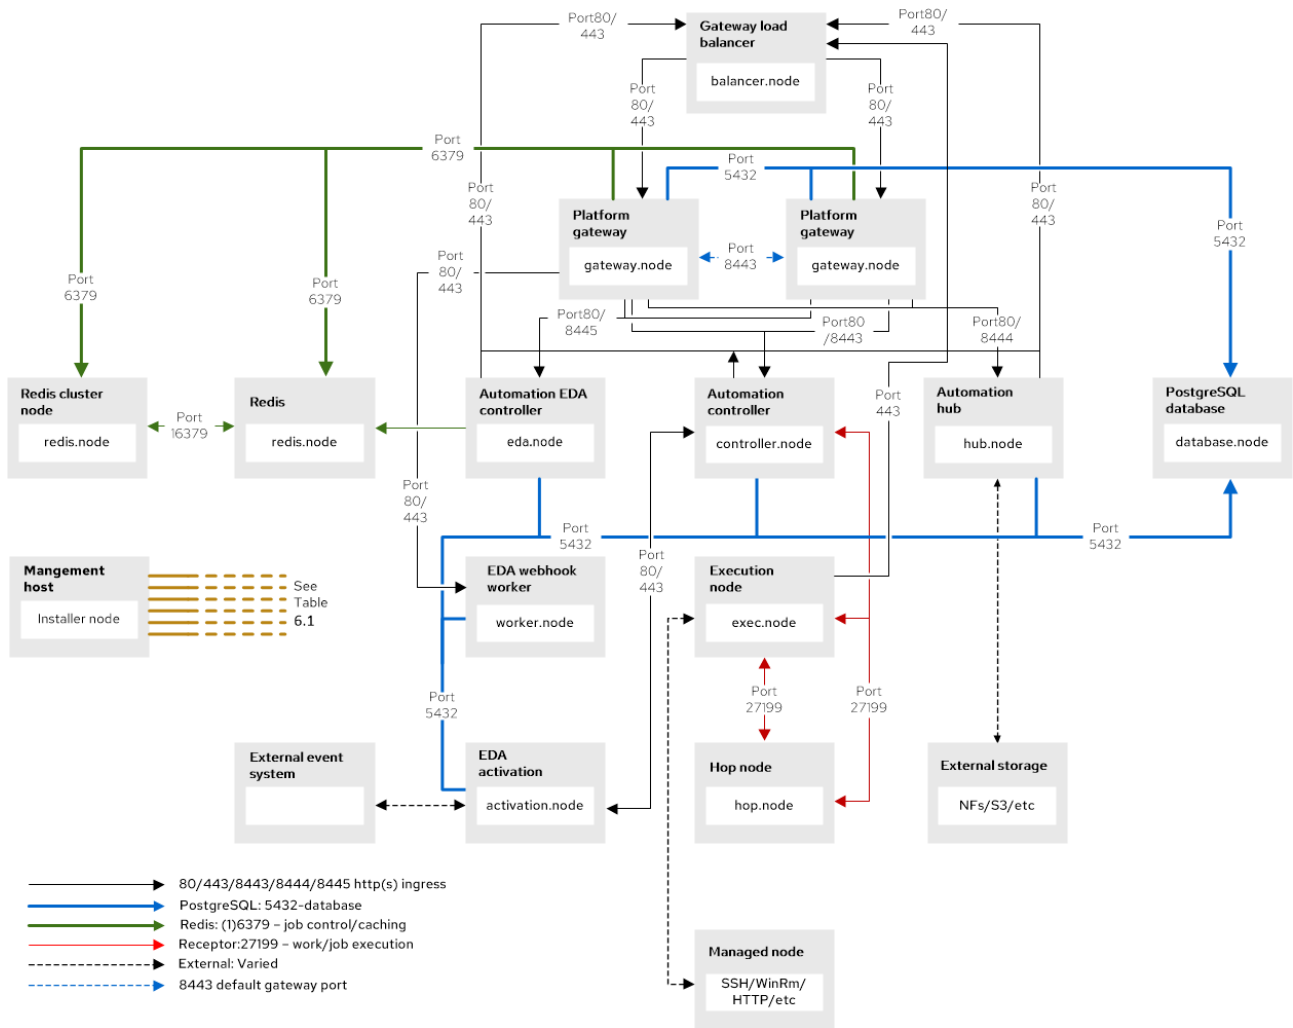 Port80/
443
Gateway load
balancer
balancer.node
Port80/
443
Port
80/
443
Port
80/
443
Port
6379
Port
5432
Port
80/
443
Port
80/
443
Platform
gateway
gateway.node
Port
8443
Platform
gateway
gateway.node
Port
5432
Port
80/
443
Port
6379
Port
6379
Port80/
8445
Port80
/8443
Port80/
8444
Redis cluster
node
redis.node
Port
16379
Redis
redis.node
Automation EDA
controller
eda.node
Automation
controller
controller.node
Port
443
Automation
hub
hub.node
PostgreSQL
database
database.node
Port
80/
443
Port
5432
Port
5432
Mangement
host
Installer node
See
Table
6.1
EDA webhook
worker
worker.node
Port
80/
443
Execution
node
exec.node
Port
5432
Port
27199
Port
27199
External event
system
EDA
activation
activation.node
Hop node
hop.node
External storage
NFs/S3/etc
80/443/8443/8444/8445 http(s) ingress
PostgreSQL: 5432-database
Redis: (1)6379 – job control/caching
Receptor:27199 – work/job execution
External: Varied
8443 default gateway port
Managed node
SSH/WinRm/
HTTP/etc